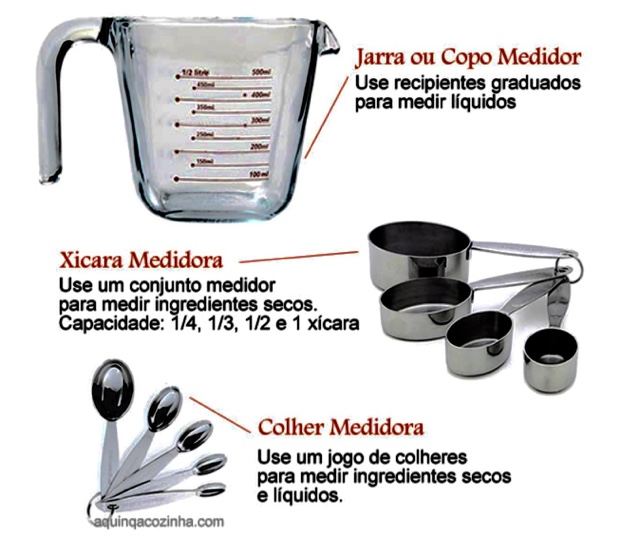 Jarra ou Copo Medidor
Use recipientes graduados
para medir líquidos
1/2 litro 500ml
450ml
400ml
350ml
300ml
250ml
200ml
150ml
100ml
Xicara Medidora
Use um conjunto medidor
para medir ingredientes secos.
Capacidade: 1/4, 1/3, 1/2 e 1 xícara
Colher Medidora
Use um jogo de colheres
para medir ingredientes secos
e líquidos.
aquinqacozinha.com